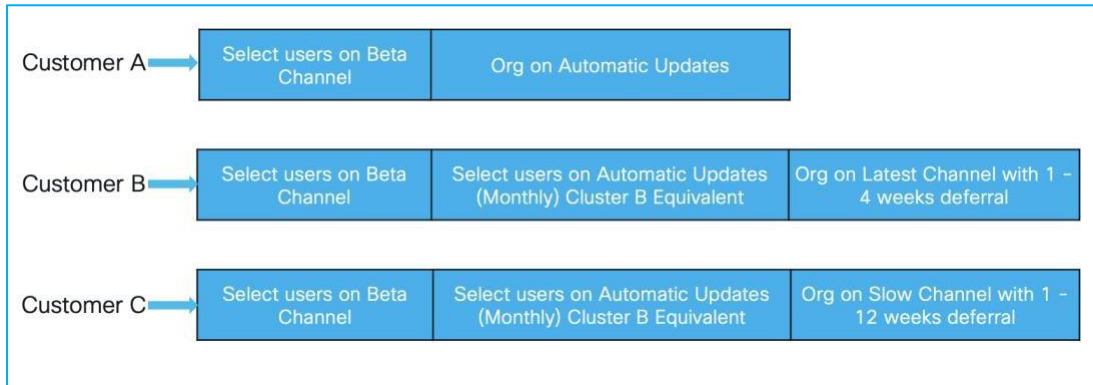 Customer A
Select users on Beta
Channel
Org on Automatic Updates
Customer B
Select users on Beta
Channel
Select users on Automatic Updates
(Monthly) Cluster B Equivalent
Org on Latest Channel with 1 –
4 weeks deferral
Customer C
Select users on Beta
Channel
Select users on Automatic Updates
(Monthly) Cluster B Equivalent
Org on Slow Channel with 1 –
12 weeks deferral